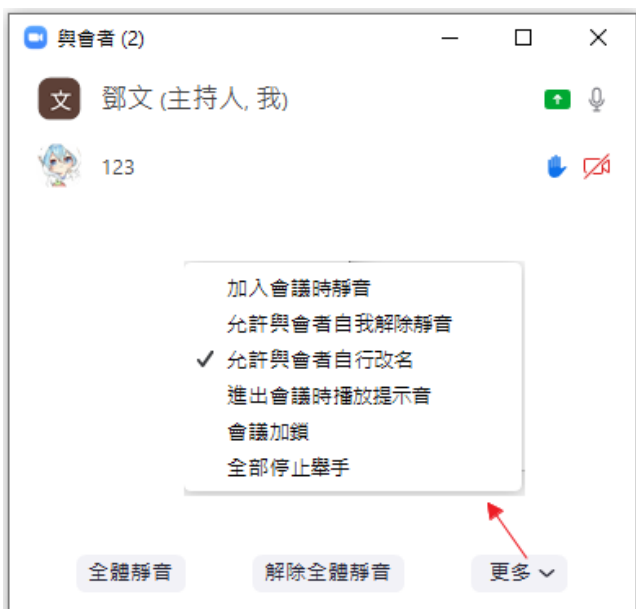 與會者 (2)
文 鄧文 (主持人, 我)
123
加入會議時靜音
允許與會者自我解除靜音
允許與會者自行改名
進出會議時播放提示音
會議加鎖
全部停止舉手
全體靜音 解除全體靜音 更多